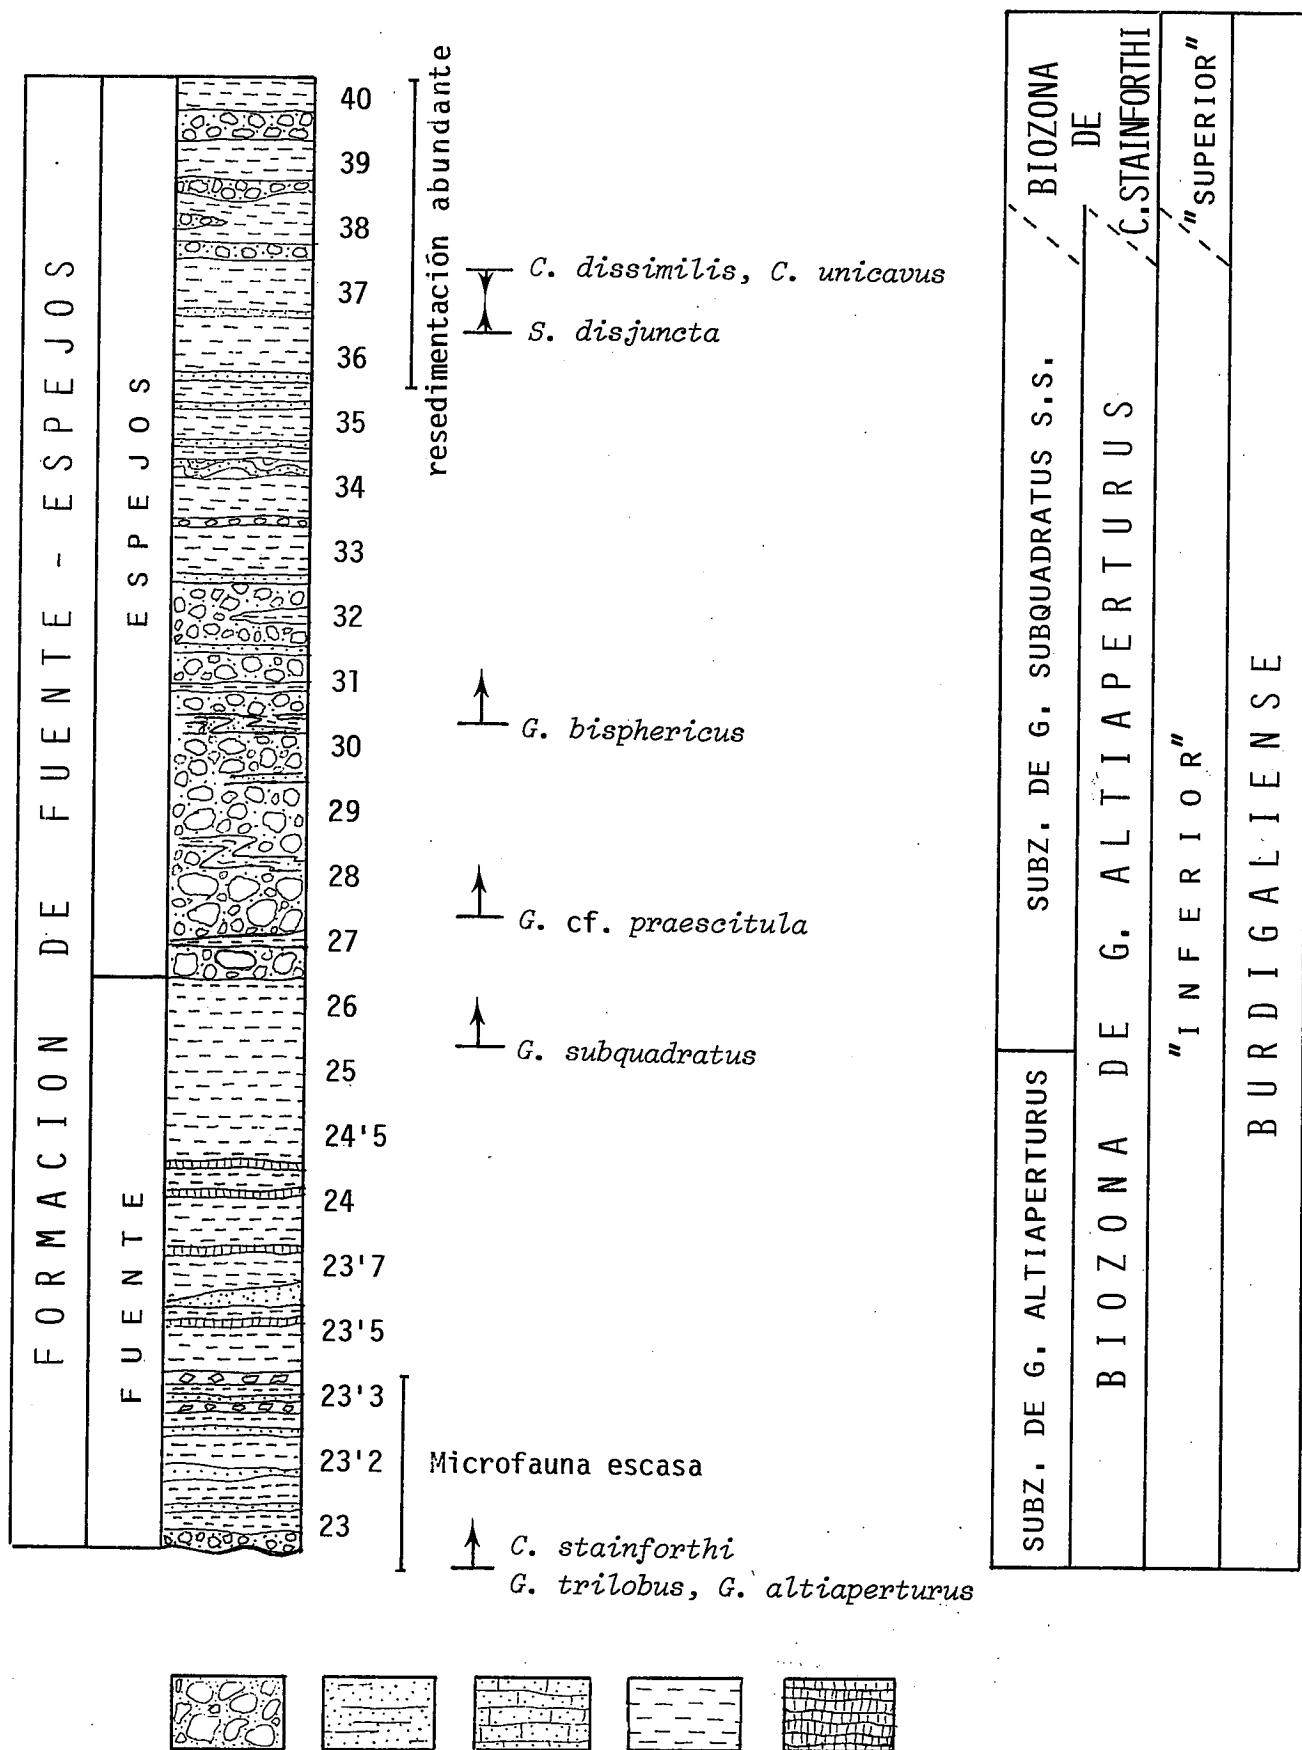 FORMACION DE FUENTE - ESPEJOS
ESPEJOS
FUENTE
40
39
38
37
36
35
34
33
32
31
30
29
28
27
26
25
24'5
24
23'7
23'5
23'3
23'2
23
resedimentación abundante
C. dissimilis, C. unicavus
S. disjuncta
G. bisphericus
G. cf. praescitula
G. subquadratus
Microfauna escasa
C. stainforthi
G. trilobus, G. altiaperturus
BIOZONA
DE
C.STAINFORTHI
"SUPERIOR"
SUBZ. DE G. SUBQUADRATUS S.S.
SUBZ. DE G. ALTIAPERTURUS
BIOZONA DE G. ALTIAPERTURUS
"INFERIOR"
BURDIGALIENSE